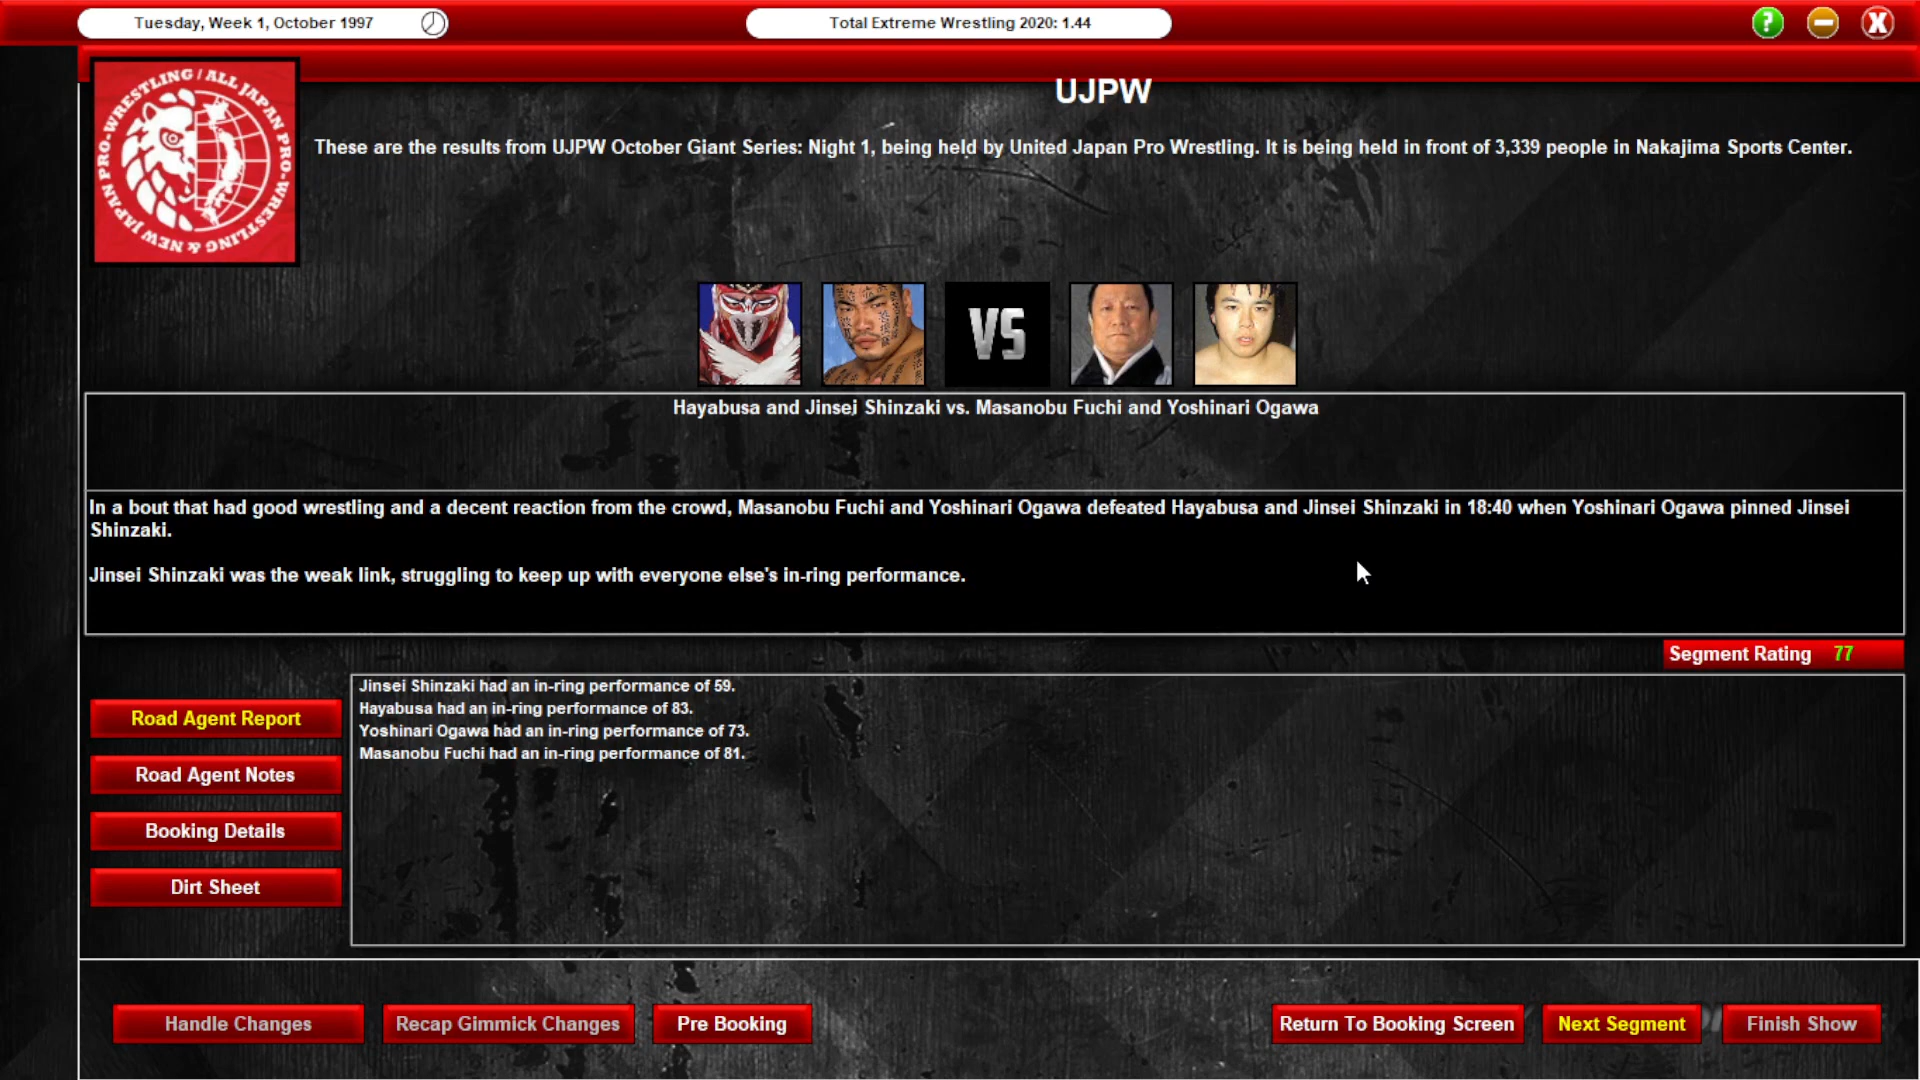 Tuesday, Week 1, October 1997
Total Extreme Wrestling 2020: 1.44
?
X
UJPW
NEW JAPAN PRO-WRESTLING / ALL JAPAN PRO-WRESTLING &
These are the results from UJPW October Giant Series: Night 1, being held by United Japan Pro Wrestling. It is being held in front of 3,339 people in Nakajima Sports Center.
VS
Hayabusa and Jinsei Shinzaki vs. Masanobu Fuchi and Yoshinari Ogawa
In a bout that had good wrestling and a decent reaction from the crowd, Masanobu Fuchi and Yoshinari Ogawa defeated Hayabusa and Jinsei Shinzaki in 18:40 when Yoshinari Ogawa pinned Jinsei
Shinzaki.
Jinsei Shinzaki was the weak link, struggling to keep up with everyone else's in-ring performance.
Segment Rating 77
Road Agent Report
Road Agent Notes
Booking Details
Dirt Sheet
Jinsei Shinzaki had an in-ring performance of 59.
Hayabusa had an in-ring performance of 83.
Yoshinari Ogawa had an in-ring performance of 73.
Masanobu Fuchi had an in-ring performance of 81.
Handle Changes
Recap Gimmick Changes
Pre Booking
Return To Booking Screen
Next Segment
Finish Show